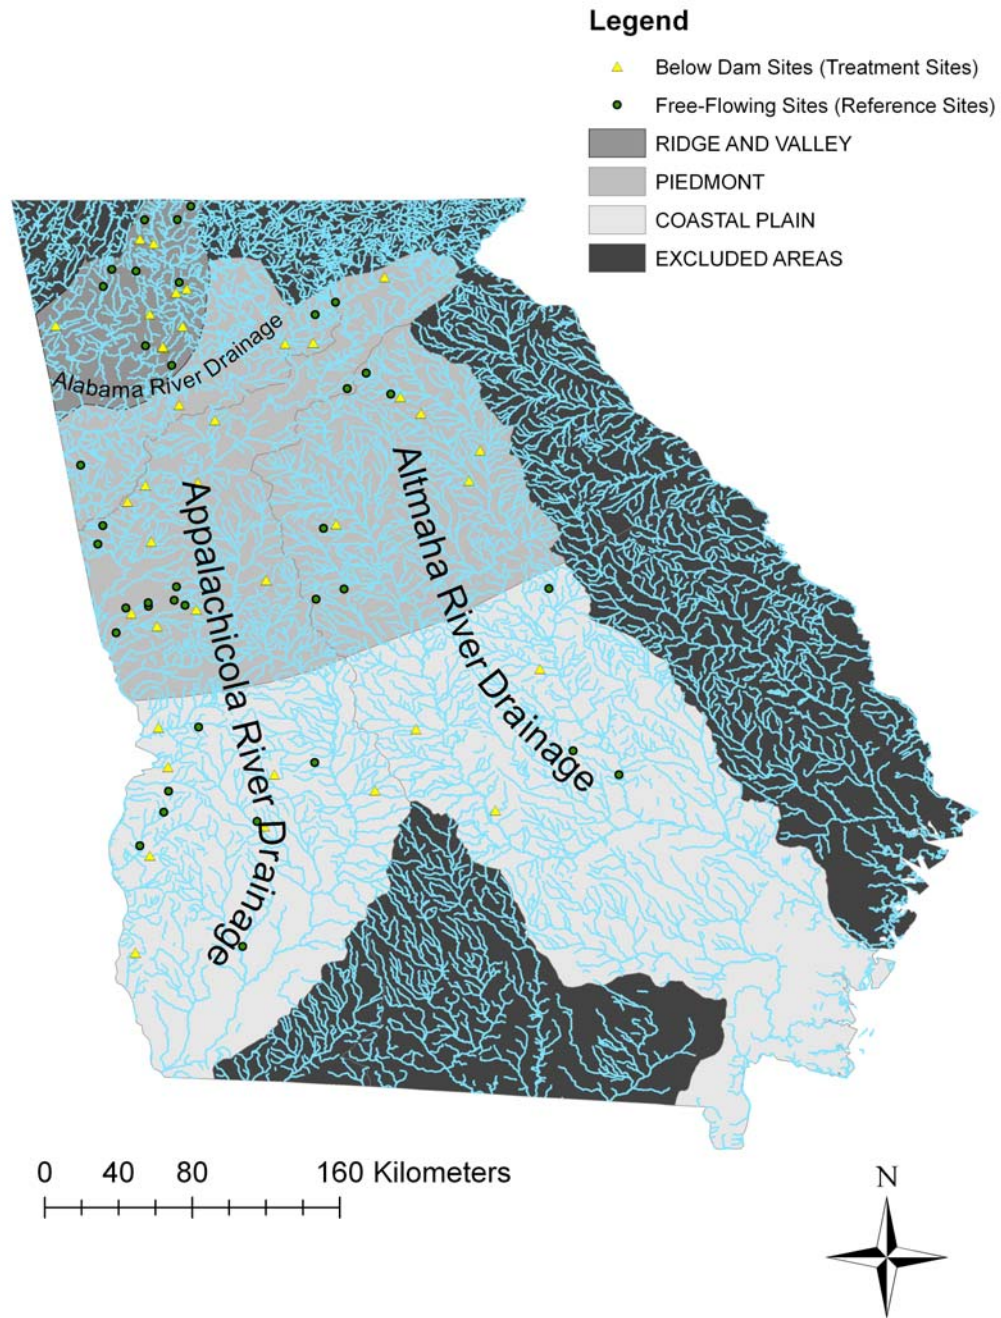 Legend
Below Dam Sites (Treatment Sites)
Free-Flowing Sites (Reference Sites)
RIDGE AND VALLEY
PIEDMONT
COASTAL PLAIN
EXCLUDED AREAS
Alabama River Drainage
Appalachicola River Drainage
Altmaha River Drainage
0 40 80 160 Kilometers
N